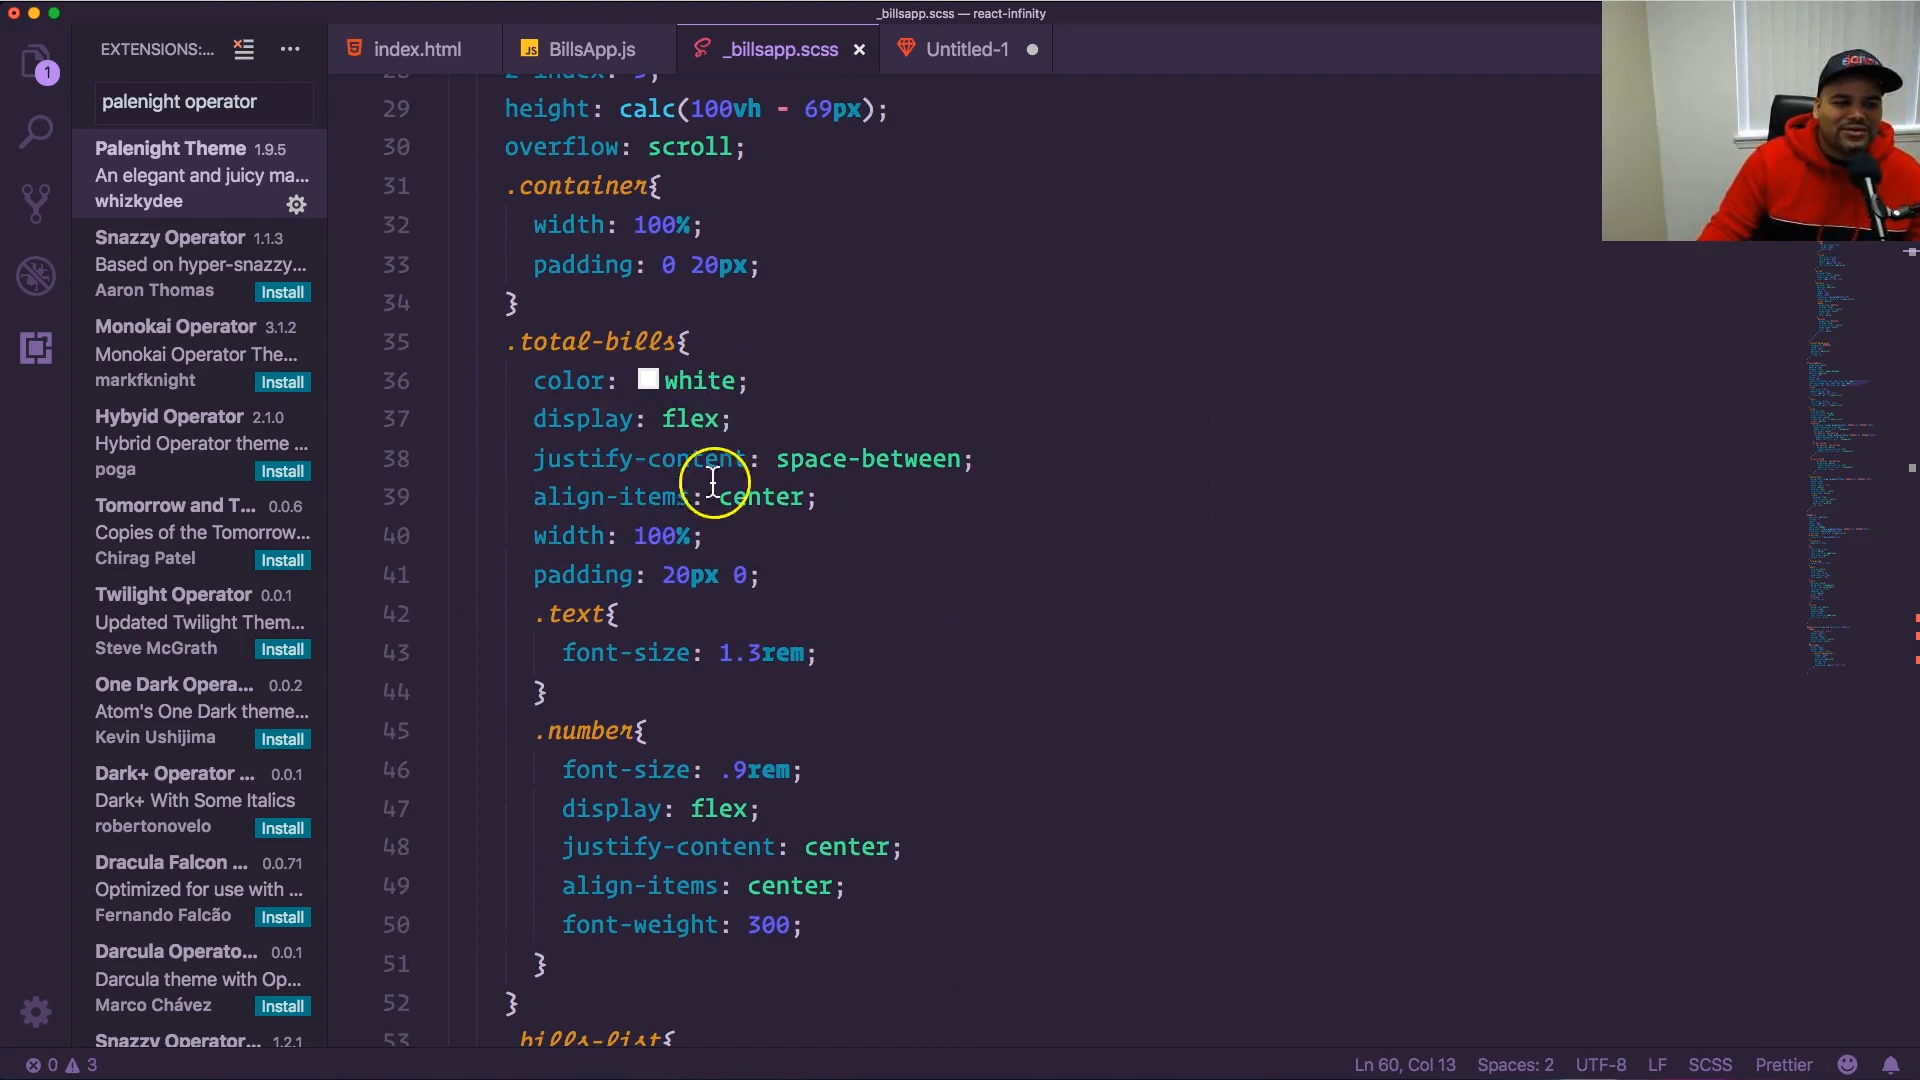 _billsapp.scss — react-infinity
EXTENSIONS:...
index.html
JS BillsApp.js
_billsapp.scss
Untitled-1
1
palenight operator
Palenight Theme 1.9.5
An elegant and juicy ma...
whizkydee
Snazzy Operator 1.1.3
Based on hyper-snazzy...
Aaron Thomas Install
Monokai Operator 3.1.2
Monokai Operator The...
markfknight Install
Hybyid Operator 2.1.0
Hybrid Operator theme ...
poga Install
Tomorrow and T... 0.0.6
Copies of the Tomorrow...
Chirag Patel Install
Twilight Operator 0.0.1
Updated Twilight Them...
Steve McGrath Install
One Dark Opera... 0.0.2
Atom's One Dark theme...
Kevin Ushijima Install
Dark+ Operator ... 0.0.1
Dark+ With Some Italics
robertonovelo Install
Dracula Falcon ... 0.0.71
Optimized for use with ...
Fernando Falcão Install
Darcula Operato... 0.0.1
Darcula theme with Op...
Marco Chávez Install
Snazzy Operator... 1.2.1
29 height: calc(100vh - 69px);
30 overflow: scroll;
31 .container{
32 width: 100%;
33 padding: 0 20px;
34 }
35 .total-bills{
36 color: white;
37 display: flex;
38 justify-content: space-between;
39 align-items: center;
40 width: 100%;
41 padding: 20px 0;
42 .text{
43 font-size: 1.3rem;
44 }
45 .number{
46 font-size: .9rem;
47 display: flex;
48 justify-content: center;
49 align-items: center;
50 font-weight: 300;
51 }
52 }
53 bills-list{
0 3
Ln 60, Col 13 Spaces: 2 UTF-8 LF SCSS Prettier